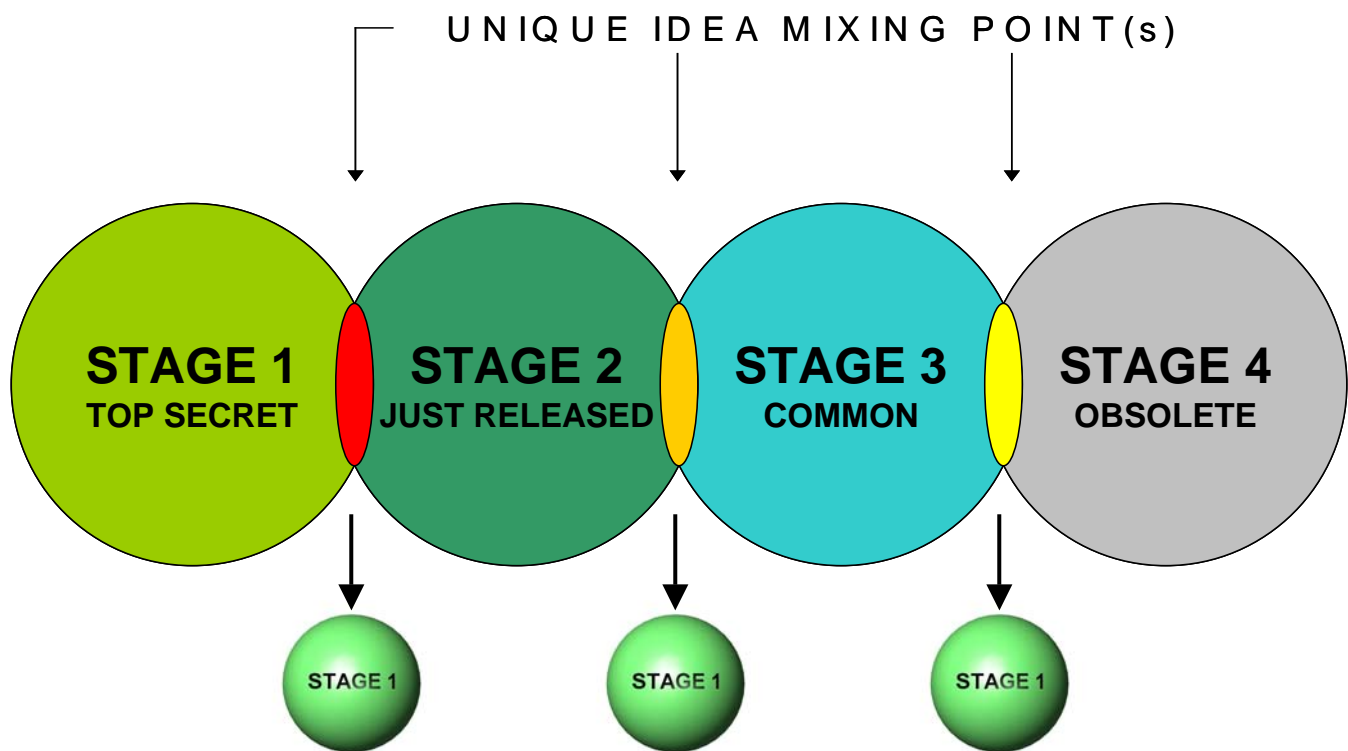 UNIQUE IDEA MIXING POINT(s)
STAGE 1
TOP SECRET
STAGE 2
JUST RELEASED
STAGE 3
COMMON
STAGE 4
OBSOLETE
STAGE 1
STAGE 1
STAGE 1